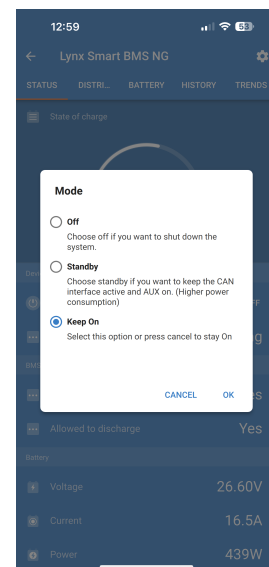 12:59
53
Lynx Smart BMS NG
STATUS
DISTRI...
BATTERY
HISTORY
TRENDS
State of charge
Mode
Off
Choose off if you want to shut down the
system.
Standby
Choose standby if you want to keep the CAN
interface active and AUX on. (Higher power
consumption)
Keep On
Select this option or press cancel to stay On
CANCEL
OK
Allowed to discharge
Yes
Battery
Voltage
26.60V
Current
16.5A
Power
439W